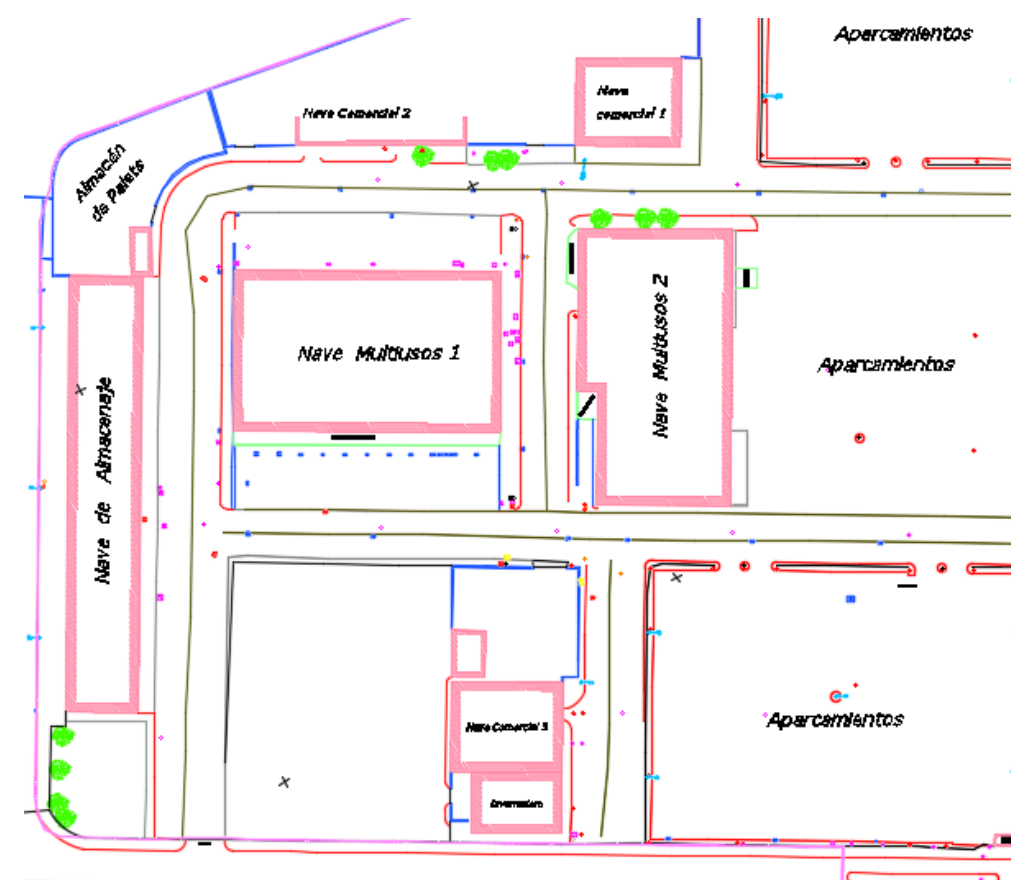 Aparcamientos
Nave
comercial 1
Nave Comercial 2
Almacén
de Palets
Nave Multiusos 1
Nave Multiusos 2
Aparcamientos
Nave de Almacenaje
Aparcamientos
Nave Comercial 3